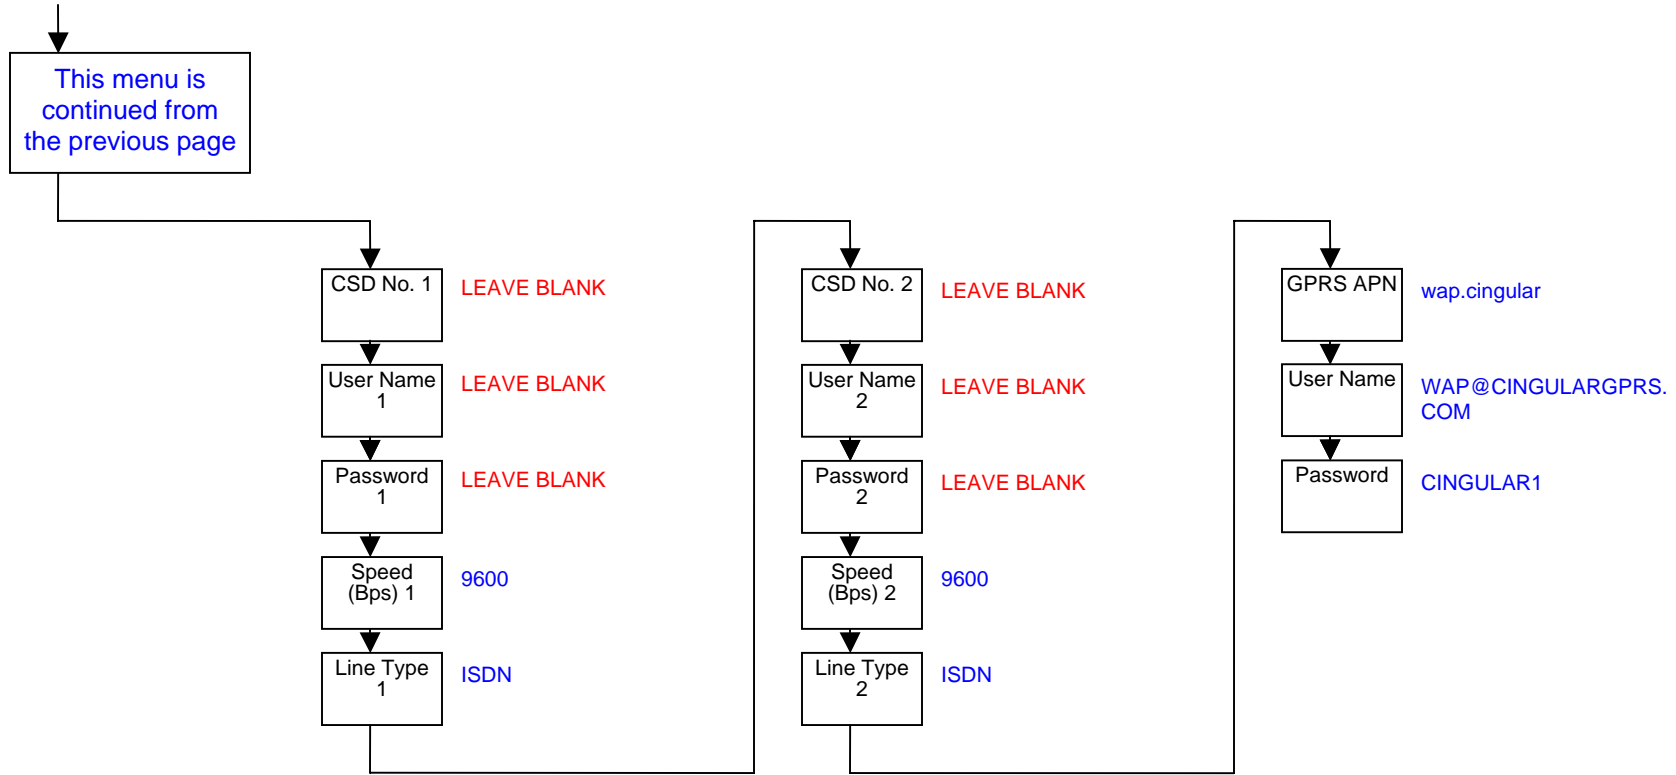 This menu is
continued from
the previous page
CSD No. 1
LEAVE BLANK
User Name
1
LEAVE BLANK
Password
1
LEAVE BLANK
Speed
(Bps) 1
9600
Line Type
1
ISDN
CSD No. 2
LEAVE BLANK
User Name
2
LEAVE BLANK
Password
2
LEAVE BLANK
Speed
(Bps) 2
9600
Line Type
2
ISDN
GPRS APN
wap.cingular
User Name
WAP@CINGULARGPRS.
COM
Password
CINGULAR1